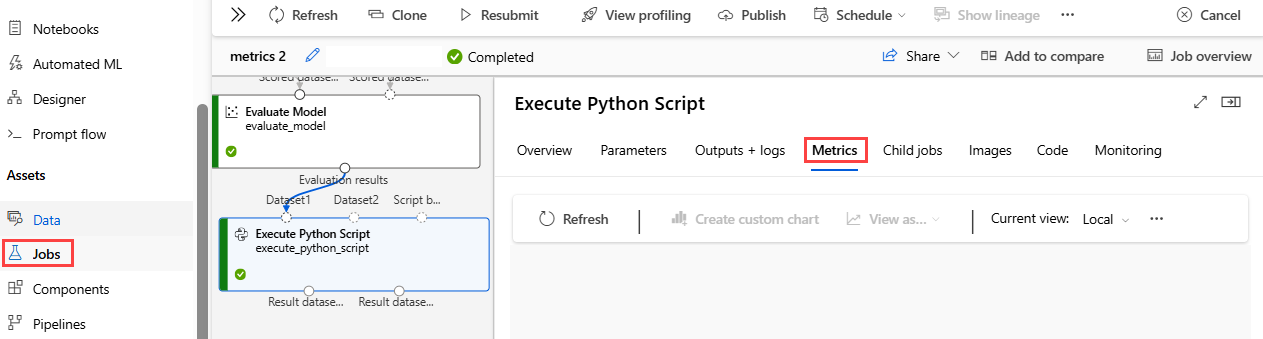 Refresh Clone Resubmit View profiling Publish Schedule Show lineage ... Cancel
Notebooks
Automated ML
Designer
Prompt flow
Assets
Data
Jobs
Components
Pipelines
metrics 2 Completed Share Add to compare Job overview
Scored datase... Scored datase...
Evaluate Model
evaluate_model
Evaluation results
Dataset1 Dataset2 Script b...
Execute Python Script
execute_python_script
Result datase... Result datase...
Execute Python Script
Overview Parameters Outputs + logs Metrics Child jobs Images Code Monitoring
Refresh Create custom chart View as... Current view: Local ...